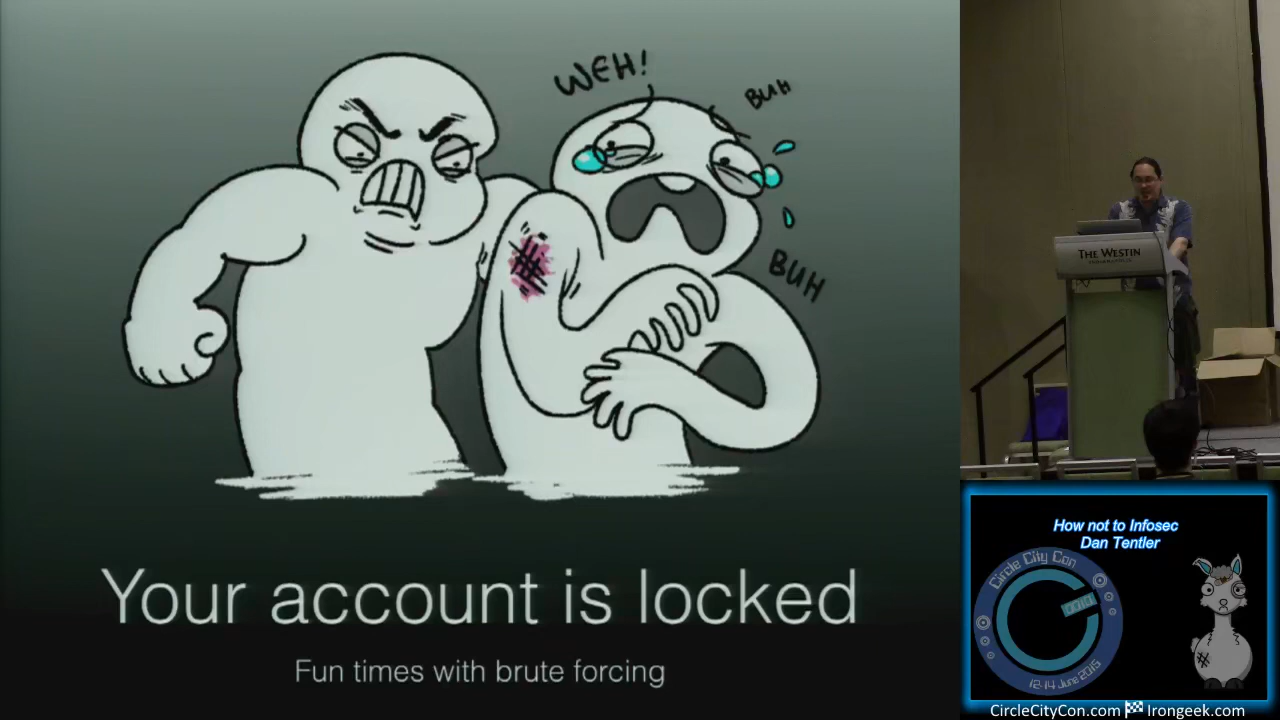 WEH!
BUH
BUH
Your account is locked
Fun times with brute forcing
THE WESTIN
How not to Infosec
Dan Tentler
Circle City Con
12-14 June 2015
CircleCityCon.com Irongeek.com